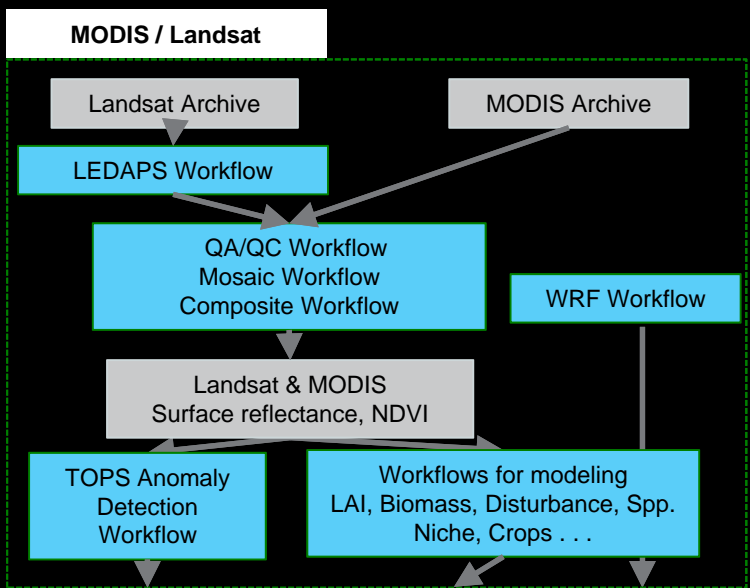 MODIS / Landsat
Landsat Archive
MODIS Archive
LEDAPS Workflow
QA/QC Workflow
Mosaic Workflow
Composite Workflow
WRF Workflow
Landsat & MODIS
Surface reflectance, NDVI
TOPS Anomaly
Detection
Workflow
Workflows for modeling
LAI, Biomass, Disturbance, Spp.
Niche, Crops . . .